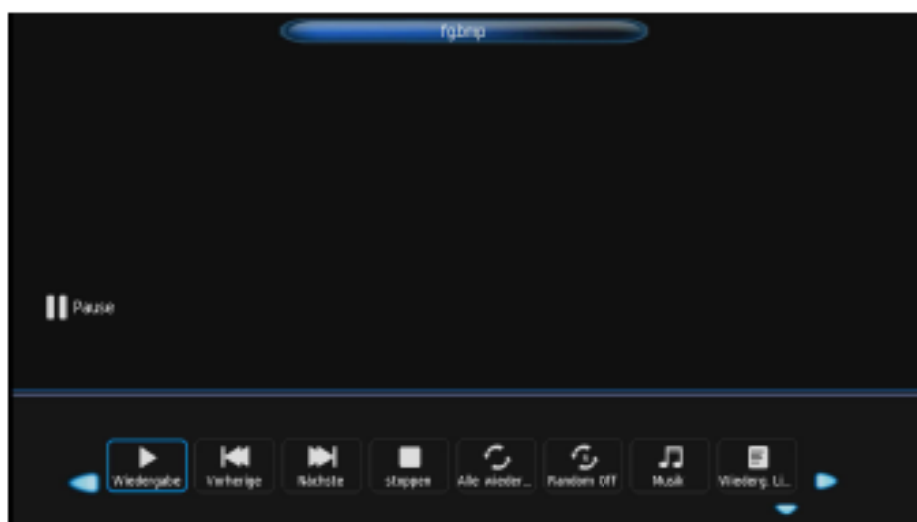 fg.bmp
Pause
Wiedergabe Vorherige Nächste stoppen Alle wieder... Random Off Musik Wiederg. Li...